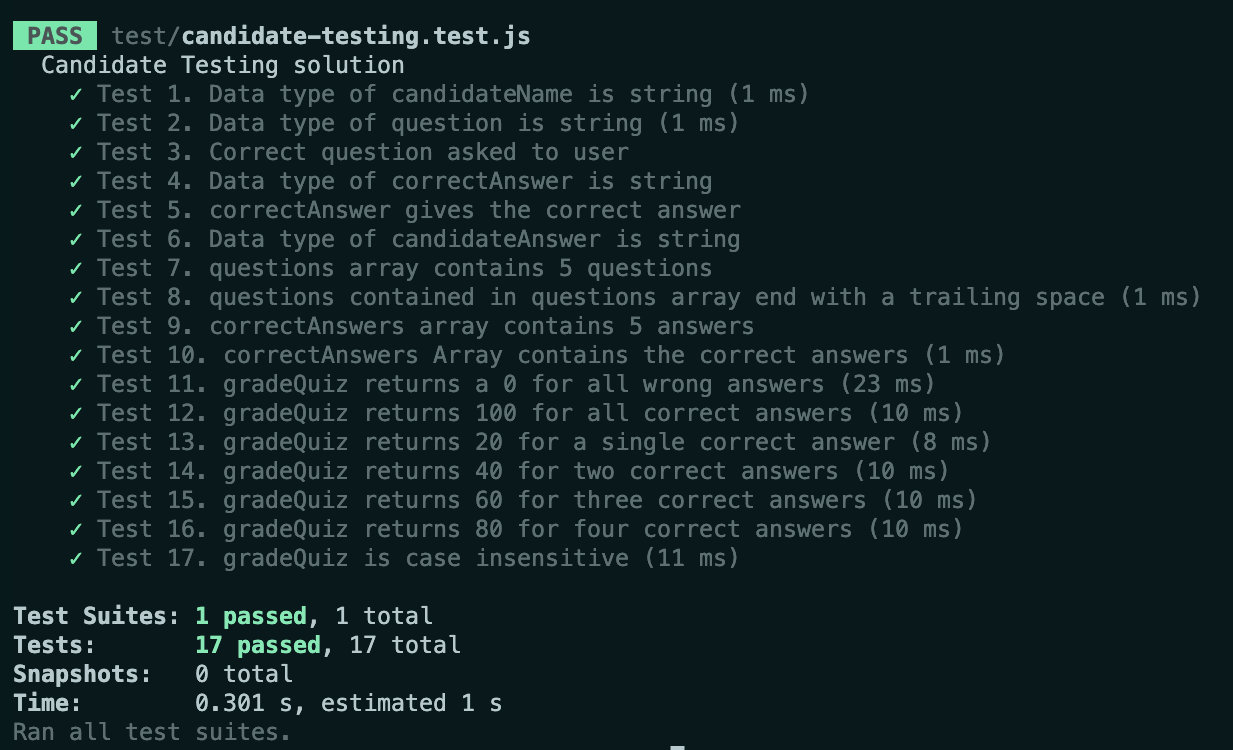 PASS test/candidate-testing.test.js
Candidate Testing solution
✓ Test 1. Data type of candidateName is string (1 ms)
✓ Test 2. Data type of question is string (1 ms)
✓ Test 3. Correct question asked to user
✓ Test 4. Data type of correctAnswer is string
✓ Test 5. correctAnswer gives the correct answer
✓ Test 6. Data type of candidateAnswer is string
✓ Test 7. questions array contains 5 questions
✓ Test 8. questions contained in questions array end with a trailing space (1 ms)
✓ Test 9. correctAnswers array contains 5 answers
✓ Test 10. correctAnswers Array contains the correct answers (1 ms)
✓ Test 11. gradeQuiz returns a 0 for all wrong answers (23 ms)
✓ Test 12. gradeQuiz returns 100 for all correct answers (10 ms)
✓ Test 13. gradeQuiz returns 20 for a single correct answer (8 ms)
✓ Test 14. gradeQuiz returns 40 for two correct answers (10 ms)
✓ Test 15. gradeQuiz returns 60 for three correct answers (10 ms)
✓ Test 16. gradeQuiz returns 80 for four correct answers (10 ms)
✓ Test 17. gradeQuiz is case insensitive (11 ms)
Test Suites: 1 passed, 1 total
Tests: 17 passed, 17 total
Snapshots: 0 total
Time: 0.301 s, estimated 1 s
Ran all test suites.